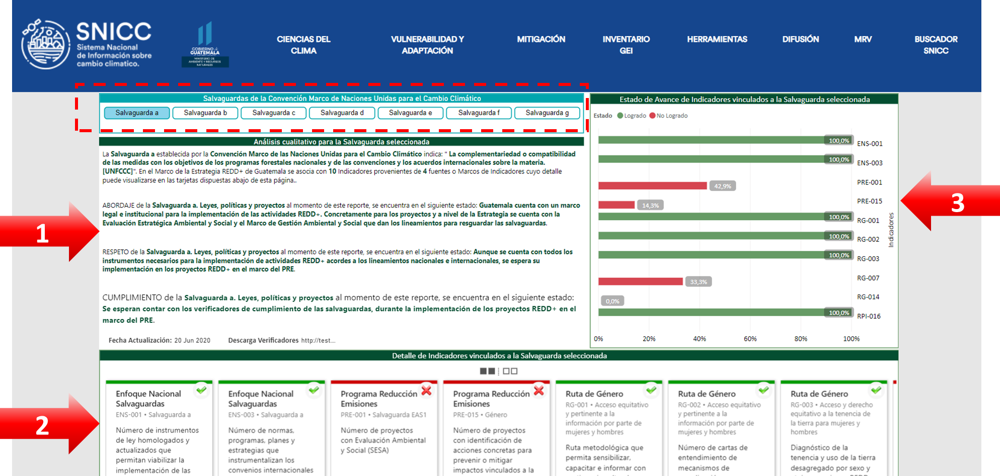 SNICC
Sistema Nacional
de Información sobre
cambio climatico.
GOBIERNO de
GUATEMALA
MINISTERIO DE
AMBIENTE Y RECURSOS
NATURALES
CIENCIAS DEL
CLIMA
VULNERABILIDAD Y
ADAPTACIÓN
MITIGACIÓN
INVENTARIO
GEI
HERRAMIENTAS
DIFUSIÓN
MRV
BUSCADOR
SNICC
Salvaguardas de la Convención Marco de Naciones Unidas para el Cambio Climático
Salvaguarda a
Salvaguarda b
Salvaguarda c
Salvaguarda d
Salvaguarda e
Salvaguarda f
Salvaguarda g
Análisis cualitativo para la Salvaguarda seleccionada
La Salvaguarda a establecida por la Convención Marco de las Naciones Unidas para el Cambio Climático indica: " La complementariedad o compatibilidad
de las medidas con los objetivos de los programas forestales nacionales y de las convenciones y los acuerdos internacionales sobre la materia.
[UNFCCC]". En el Marco de la Estrategia REDD+ de Guatemala se asocia con 10 Indicadores provenientes de 4 fuentes o Marcos de Indicadores cuyo detalle
puede visualizarse en las tarjetas dispuestas abajo de esta página..
ABORDAJE de la Salvaguarda a. Leyes, políticas y proyectos al momento de este reporte, se encuentra en el siguiente estado: Guatemala cuenta con un marco
legal e institucional para la implementación de las actividades REDD+. Concretamente para los proyectos y a nivel de la Estrategia se cuenta con la
Evaluación Estratégica Ambiental y Social y el Marco de Gestión Ambiental y Social que dan los lineamientos para resguardar las salvaguardas.
1
RESPETO de la Salvaguarda a. Leyes, políticas y proyectos al momento de este reporte, se encuentra en el siguiente estado: Aunque se cuenta con todos los
instrumentos necesarios para la implementación de actividades REDD+ acordes a los lineamientos nacionales e internacionales, se espera su
implementación en los proyectos REDD+ en el marco del PRE.
CUMPLIMIENTO de la Salvaguarda a. Leyes, políticas y proyectos al momento de este reporte, se encuentra en el siguiente estado:
Se esperan contar con los verificadores de cumplimiento de las salvaguardas, durante la implementación de los proyectos REDD+ en el
marco del PRE.
Fecha Actualización: 20 Jun 2020
Descarga Verificadores http://test....
Estado de Avance de Indicadores vinculados a la Salvaguarda seleccionada
Estado Logrado No Logrado
100,0% ENS-001
100,0% ENS-003
42,9% PRE-001
14,3% PRE-015
100,0% RG-001
100,0% RG-002
100,0% RG-003
33,3% RG-007
0,0% RG-014
100,0% RPI-016
Indicadores
0% 20% 40% 60% 80% 100%
3
Detalle de Indicadores vinculados a la Salvaguarda seleccionada
2
Enfoque Nacional
Salvaguardas
ENS-001 • Salvaguarda a
Número de instrumentos
de ley homologados y
actualizados que
permitan viabilizar la
implementación de las
Enfoque Nacional
Salvaguardas
ENS-003 • Salvaguarda a
Número de normas,
programas, planes y
estrategias que
instrumentalizan los
convenios internacionales
Programa Reducción
Emisiones
PRE-001 • Salvaguarda EAS1
Número de proyectos
con Evaluación Ambiental
y Social (SESA)
Programa Reducción
Emisiones
PRE-015 • Género
Número de proyectos
con identificación de
acciones concretas para
prevenir o mitigar
impactos vinculados a la
Ruta de Género
RG-001 • Acceso equitativo
y pertinente a la
información por parte de
mujeres y hombres
Ruta metodológica que
permita sensibilizar,
capacitar e informar con
Ruta de Género
RG-002 • Acceso equitativo
y pertinente a la
información por parte de
mujeres y hombres
Número de cartas de
entendimiento de
mecanismos de
Ruta de Género
RG-003 • Acceso y derecho
equitativo a la tenencia de
la tierra para mujeres y
hombres
Diagnóstico de la
tenencia y uso de la tierra
desagregado por sexo y